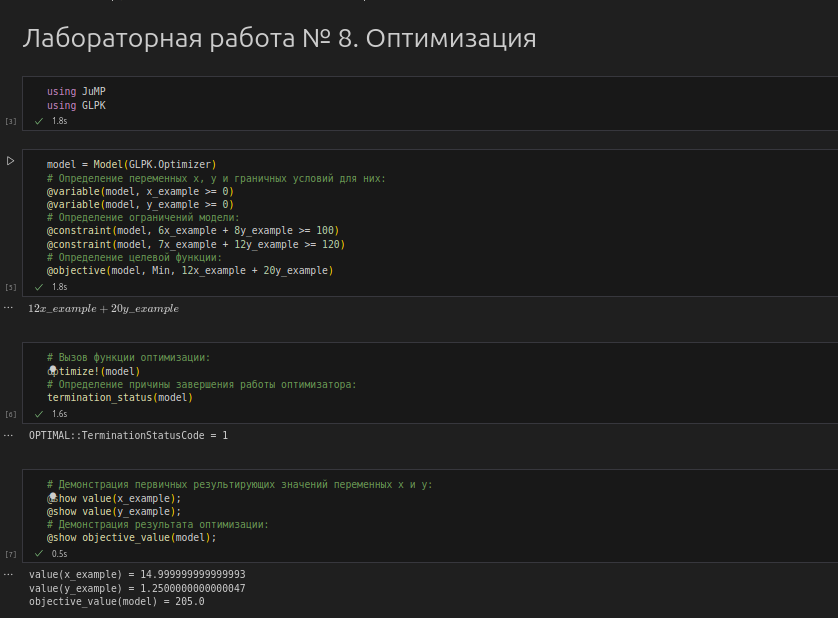 Лабораторная работа № 8. Оптимизация
using JuMP
using GLPK
[3]
1.8s
model = Model(GLPK.Optimizer)
# Определение переменных x, y и граничных условий для них:
@variable(model, x_example >= 0)
@variable(model, y_example >= 0)
# Определение ограничений модели:
@constraint(model, 6x_example + 8y_example >= 100)
@constraint(model, 7x_example + 12y_example >= 120)
# Определение целевой функции:
@objective(model, Min, 12x_example + 20y_example)
[5]
1.8s
12x_example + 20y_example
# Вызов функции оптимизации:
optimize!(model)
# Определение причины завершения работы оптимизатора:
termination_status(model)
[6]
1.6s
OPTIMAL::TerminationStatusCode = 1
# Демонстрация первичных результирующих значений переменных x и y:
@show value(x_example);
@show value(y_example);
# Демонстрация результата оптимизации:
@show objective_value(model);
[7]
0.5s
value(x_example) = 14.999999999999993
value(y_example) = 1.2500000000000047
objective_value(model) = 205.0